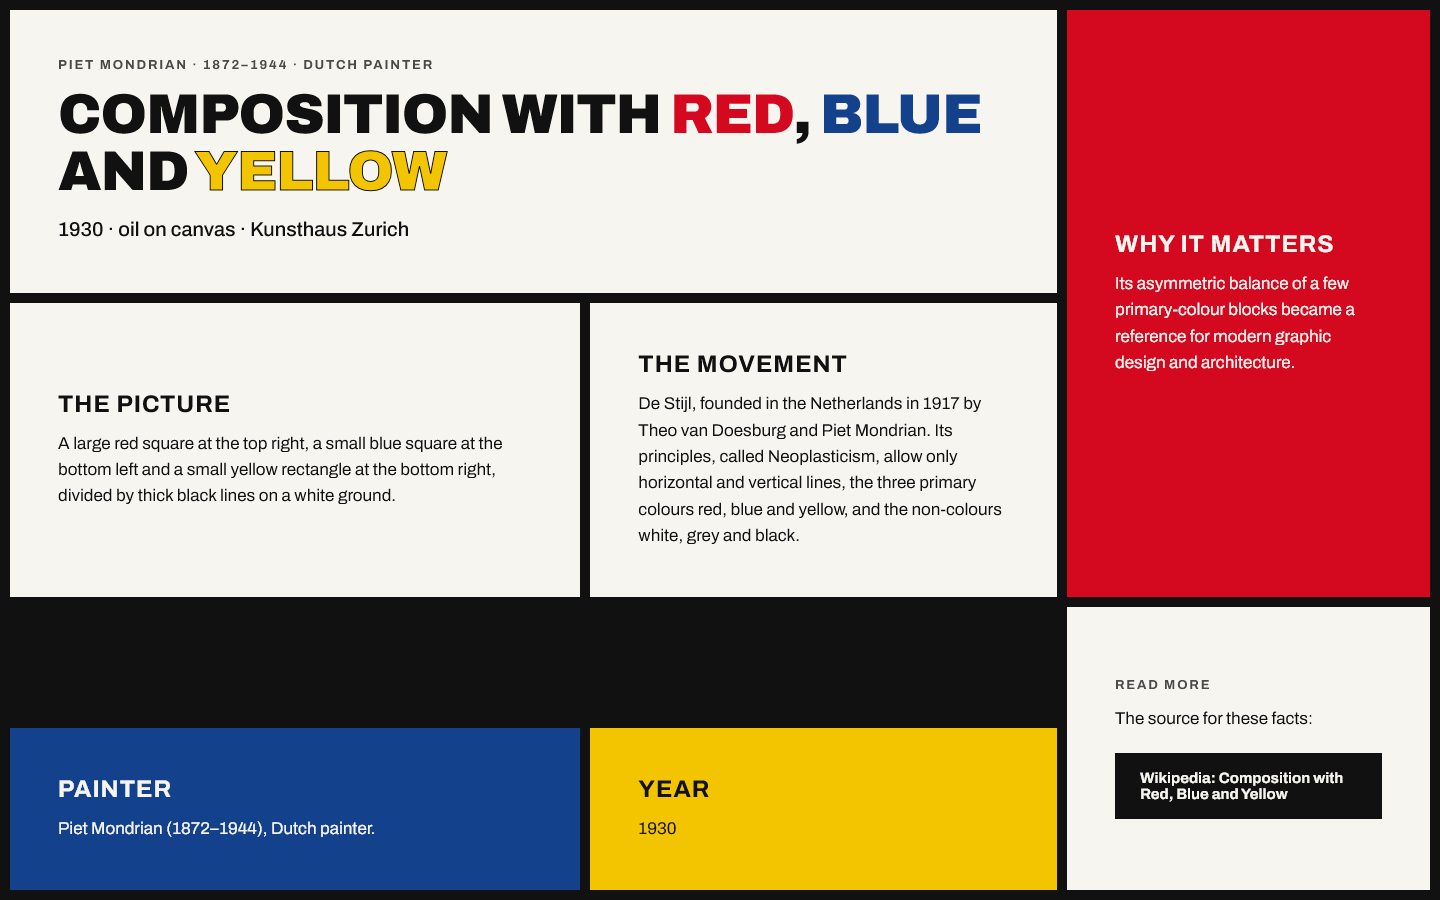 PIET MONDRIAN · 1872–1944 · DUTCH PAINTER
COMPOSITION WITH RED, BLUE
AND YELLOW
1930 · oil on canvas · Kunsthaus Zurich
WHY IT MATTERS
Its asymmetric balance of a few
primary-colour blocks became a
reference for modern graphic
design and architecture.
THE PICTURE
A large red square at the top right, a small blue square at the
bottom left and a small yellow rectangle at the bottom right,
divided by thick black lines on a white ground.
THE MOVEMENT
De Stijl, founded in the Netherlands in 1917 by
Theo van Doesburg and Piet Mondrian. Its
principles, called Neoplasticism, allow only
horizontal and vertical lines, the three primary
colours red, blue and yellow, and the non-colours
white, grey and black.
PAINTER
Piet Mondrian (1872–1944), Dutch painter.
YEAR
1930
READ MORE
The source for these facts:
Wikipedia: Composition with
Red, Blue and Yellow